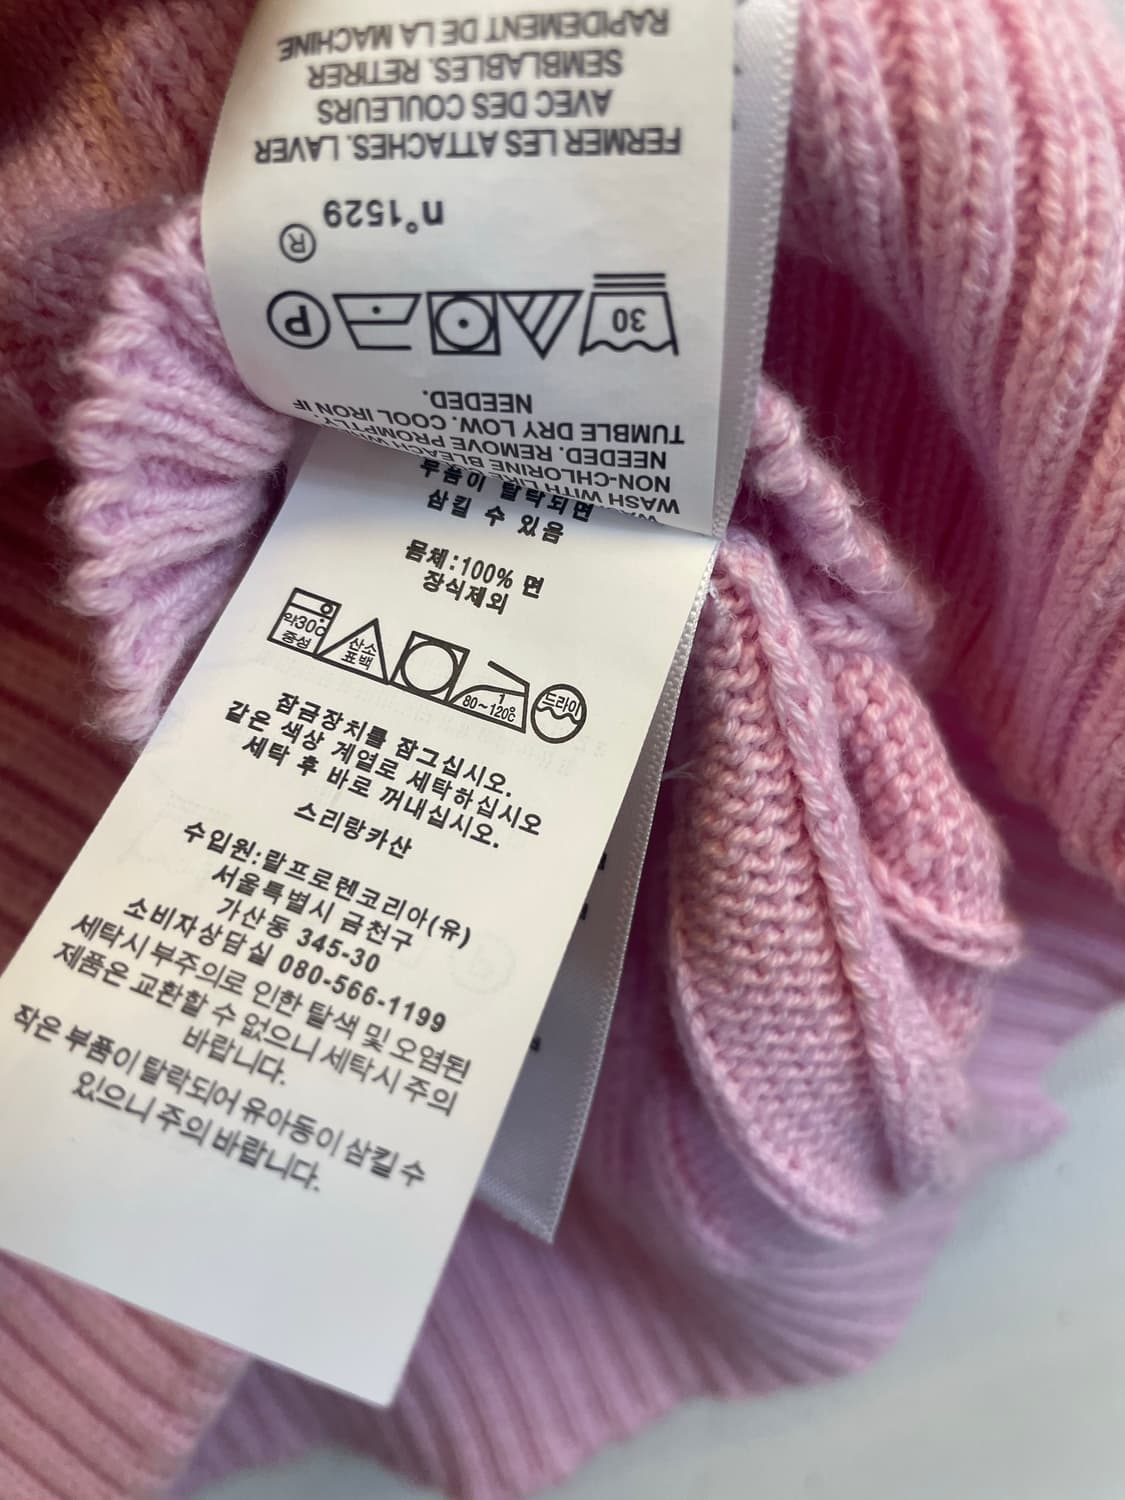 WASH WITH LIKE
NON-CHLORINE BLEACH
NEEDED. REMOVE PROMPTLY
TUMBLE DRY LOW. COOL IRON IF
NEEDED.
30
P
®
n°1529
FERMER LES ATTACHES. LAVER
AVEC DES COULEURS
SEMBLABLES. RETIRER
RAPIDEMENT DE LA MACHINE
부품이 탈락되면
삼킬 수 있음
몸체:100% 면
장식제외
약30℃
중성
산소
표백
1
80~120℃
드라이
잠금장치를 잠그십시오.
같은 색상 계열로 세탁하십시오
세탁 후 바로 꺼내십시오.
스리랑카산
수입원:랄프로렌코리아(유)
서울특별시 금천구
가산동 345-30
소비자상담실 080-566-1199
세탁시 부주의로 인한 탈색 및 오염된
제품은 교환할 수 없으니 세탁시 주의
바랍니다.
작은 부품이 탈락되어 유아동이 삼킬 수
있으니 주의 바랍니다.